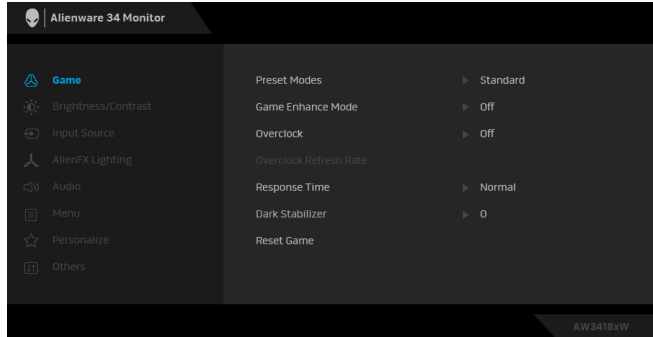 Alienware 34 Monitor
Game
Preset Modes Standard
Brightness/Contrast
Game Enhance Mode Off
Input Source
Overclock Off
AlienFX Lighting
Overclock Refresh Rate
Audio
Response Time Normal
Menu
Dark Stabilizer 0
Personalize
Reset Game
Others
AW3418xW